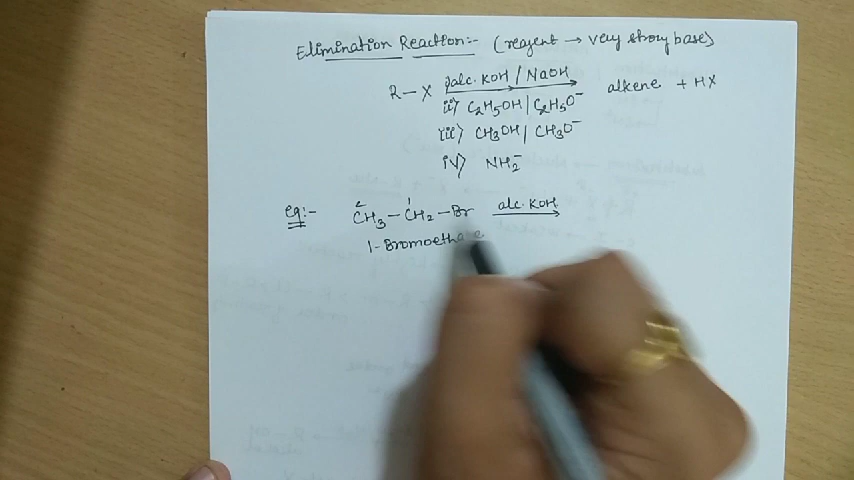 Elimination Reaction:- (reagent → very strong base)
R-X i) alc. KOH / NaOH → alkene + HX
ii) C₂H₅OH / C₂H₅O⁻
iii) CH₃OH / CH₃O⁻
iv) NH₂⁻
eg:- ²CH₃-¹CH₂-Br alc. KOH →
1-Bromoethane